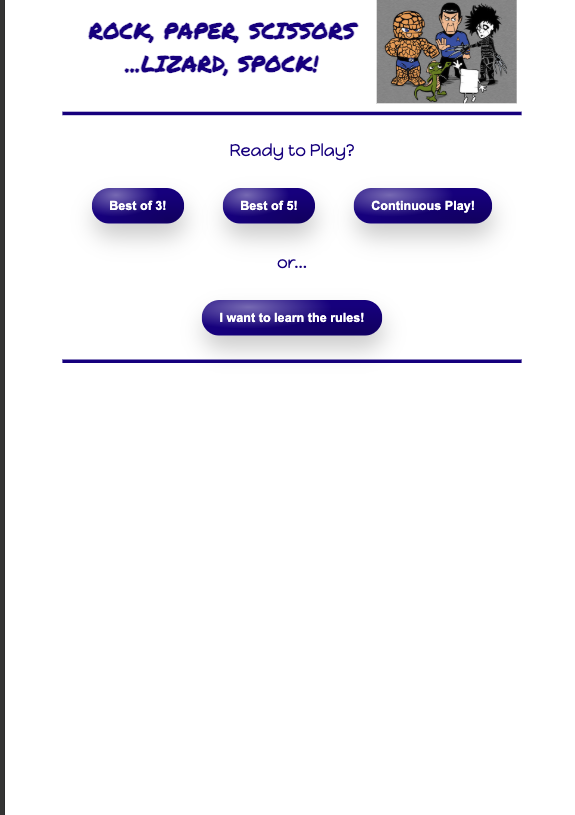 ROCK, PAPER, SCISSORS
...LIZARD, SPOCK!
Ready to Play?
Best of 3!
Best of 5!
Continuous Play!
or...
I want to learn the rules!